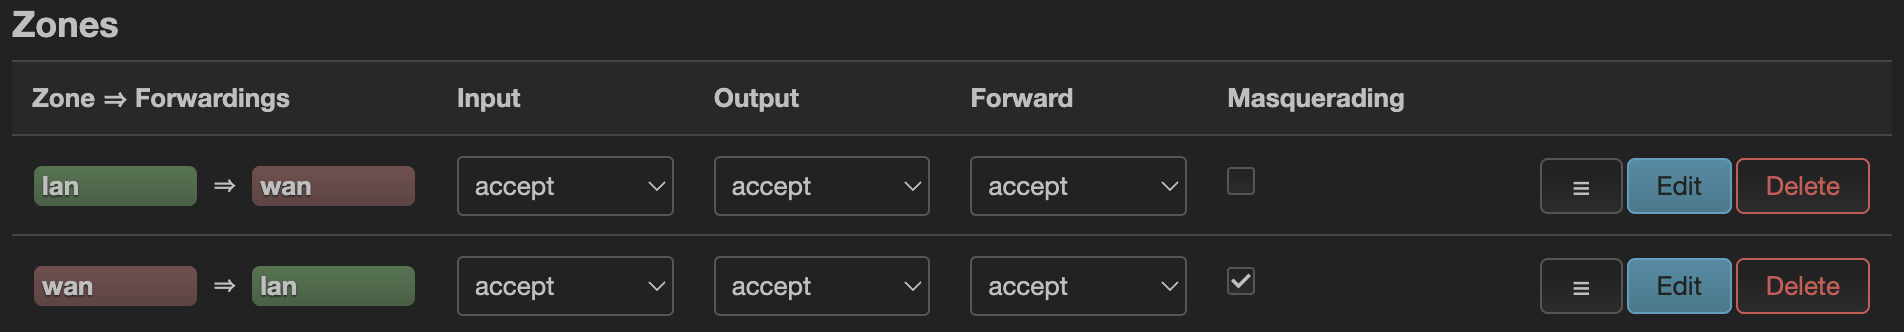 Zones
Zone ⇒ Forwardings Input Output Forward Masquerading
lan ⇒ wan accept accept accept ≡ Edit Delete
wan ⇒ lan accept accept accept ≡ Edit Delete